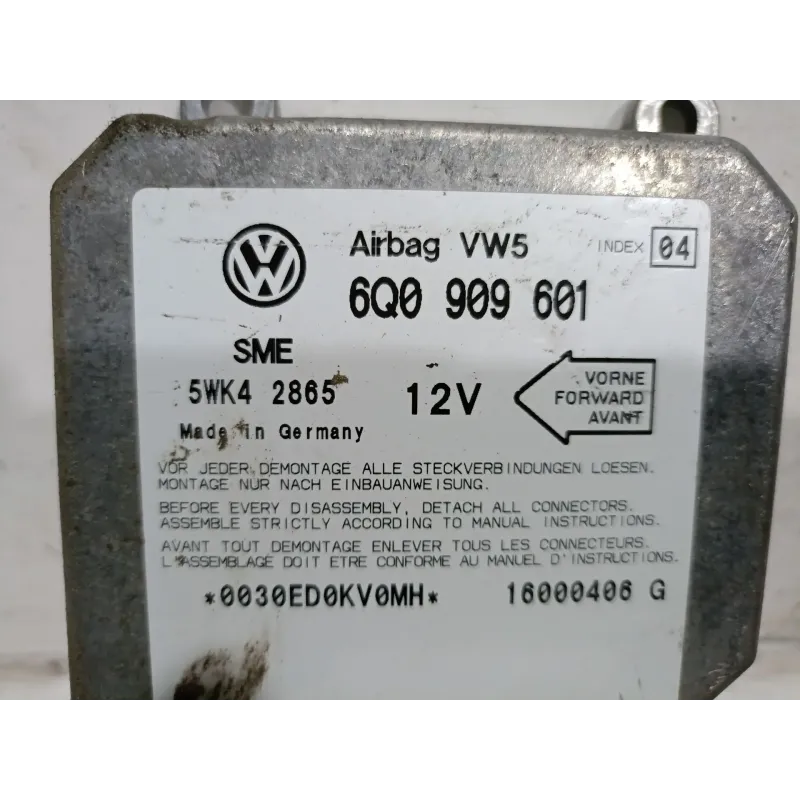 Airbag VW5 INDEX 04
6Q0 909 601
SME
5WK4 2865 12V
VORNE
FORWARD
AVANT
Made in Germany
VOR JEDER DEMONTAGE ALLE STECKVERBINDUNGEN LOESEN.
MONTAGE NUR NACH EINBAUANWEISUNG.
BEFORE EVERY DISASSEMBLY, DETACH ALL CONNECTORS.
ASSEMBLE STRICTLY ACCORDING TO MANUAL INSTRUCTIONS.
AVANT TOUT DEMONTAGE ENLEVER TOUS LES CONNECTEURS.
L'ASSEMBLAGE DOIT ETRE CONFORME AU MANUEL D'INSTRUCTIONS.
*0030ED0KV0MH* 16000406 G